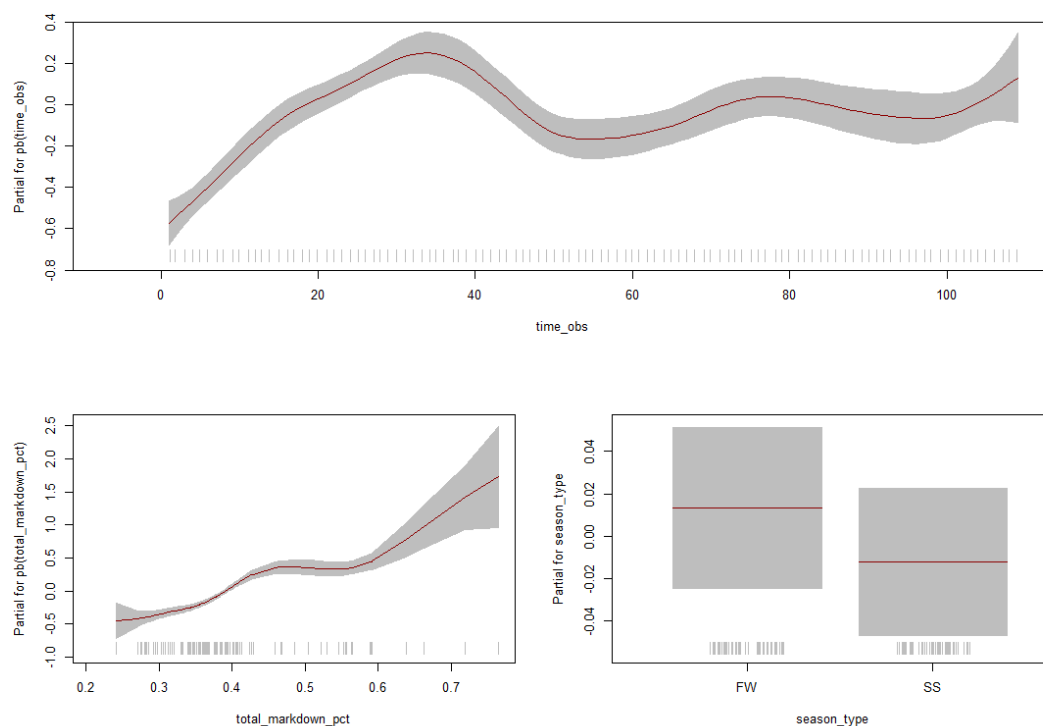 Partial for pb(time_obs)
0.4
0.2
0.0
-0.2
-0.4
-0.6
-0.8
0 20 40 60 80 100
time_obs
Partial for pb(total_markdown_pct)
2.5
2.0
1.5
1.0
0.5
0.0
-0.5
-1.0
0.2 0.3 0.4 0.5 0.6 0.7
total_markdown_pct
Partial for season_type
0.04
0.02
0.00
-0.02
-0.04
FW SS
season_type